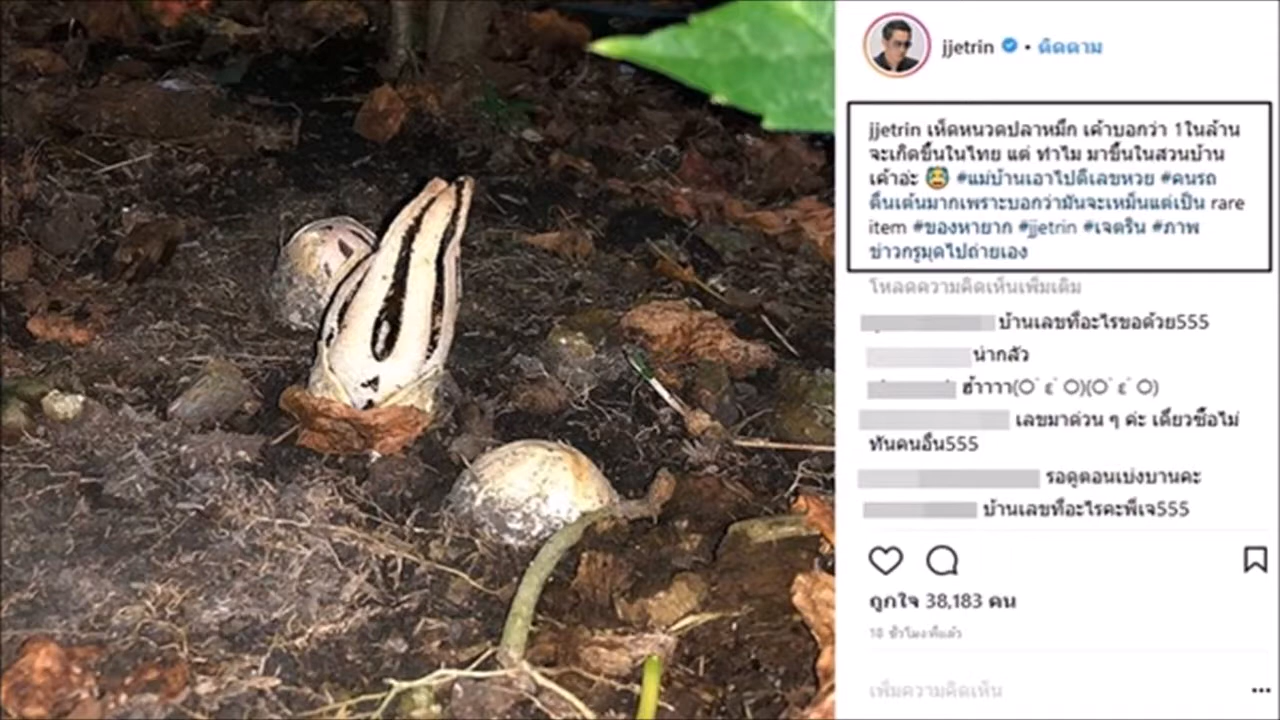 jjetrin • ติดตาม
jjetrin เห็ดหนวดปลาหมึก เค้าบอกว่า 1ในล้าน
จะเกิดขึ้นในไทย แต่ ทำไม มาขึ้นในสวนบ้าน
เค้าอ่ะ 😨 #แม่บ้านเอาไปตีเลขหวย #คนรถ
ตื่นเต้นมากเพราะบอกว่ามันจะเหม็นแต่เป็น rare
item #ของหายาก #jjetrin #เจตริน #ภาพ
ข่าวกรูมุดไปถ่ายเอง
โหลดความคิดเห็นเพิ่มเติม
บ้านเลขที่อะไรขอด้วย555
น่ากลัว
ฮ้าาาา(○ ̄ ε ̄ ○)(○ ̄ ε ̄ ○)
เลขมาด่วน ๆ ค่ะ เดี๋ยวซื้อไม่
ทันคนอื่น555
รอดูตอนเบ่งบานคะ
บ้านเลขที่อะไรคะพี่เจ555
ถูกใจ 38,183 คน
18 ชั่วโมงที่แล้ว
เพิ่มความคิดเห็น